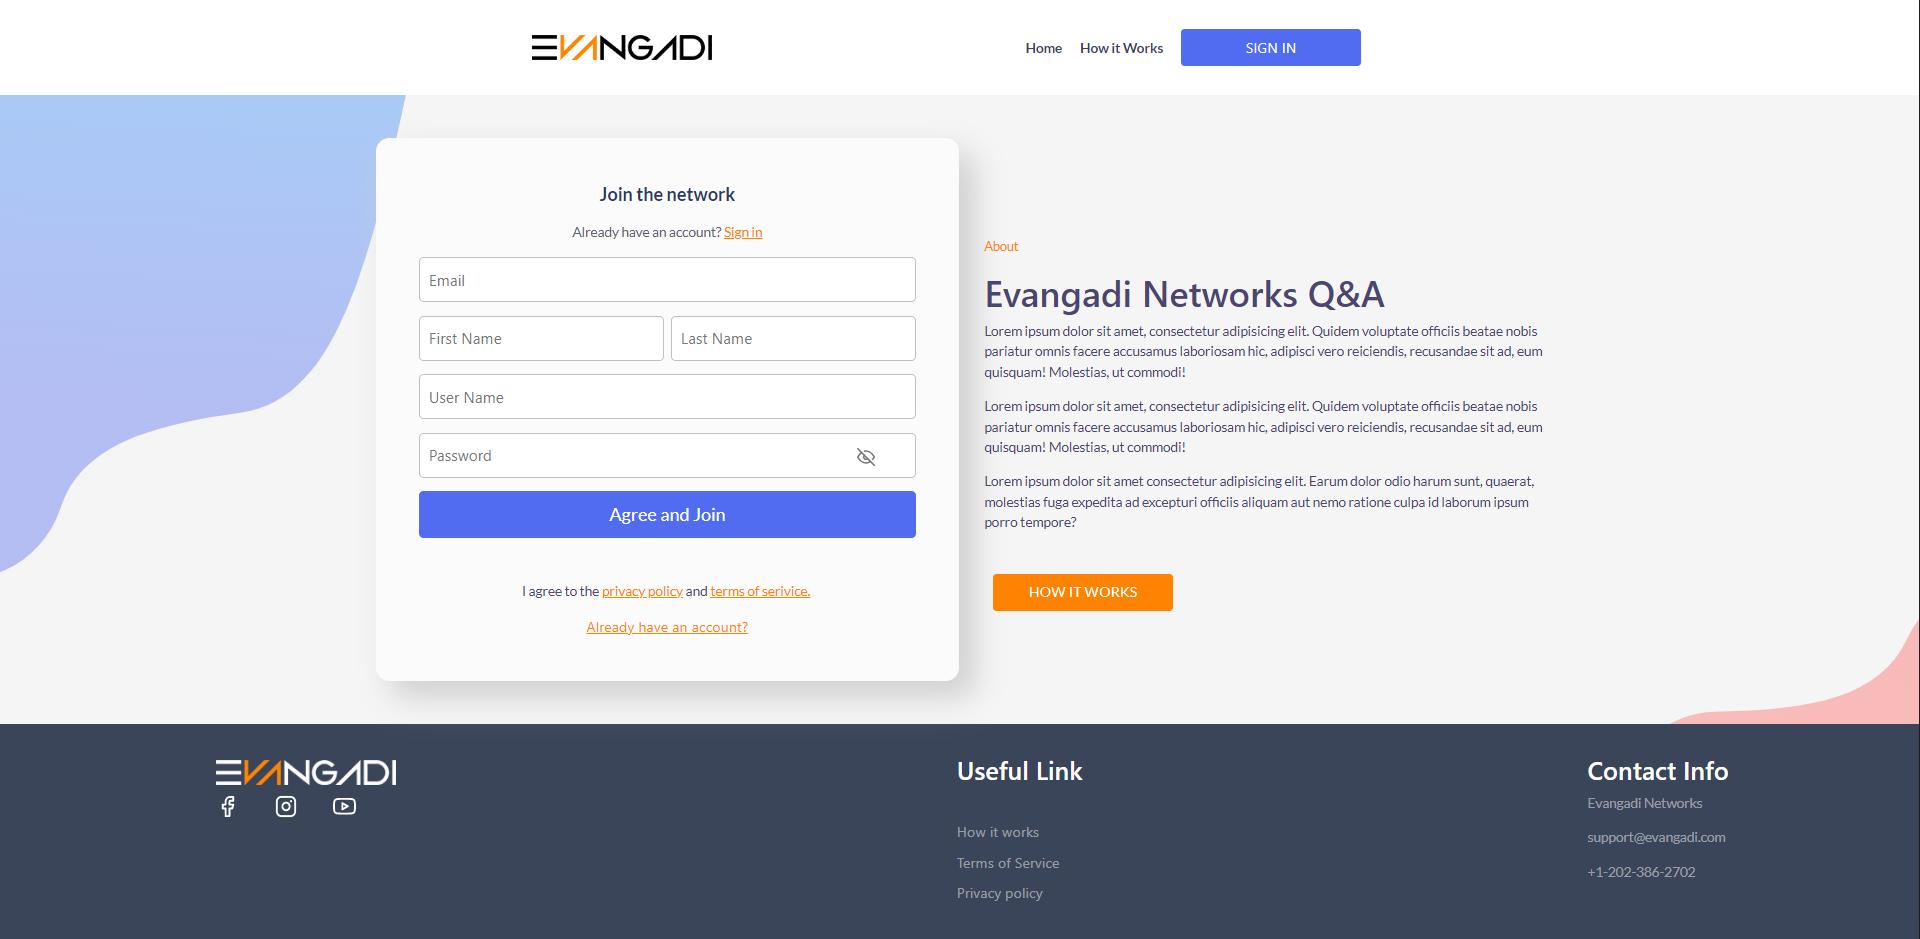 EVANGADI
Home
How it Works
SIGN IN
Join the network
Already have an account? Sign in
Email
First Name
Last Name
User Name
Password
Agree and Join
I agree to the privacy policy and terms of serivice.
Already have an account?
About
Evangadi Networks Q&A
Lorem ipsum dolor sit amet, consectetur adipisicing elit. Quidem voluptate officiis beatae nobis
pariatur omnis facere accusamus laboriosam hic, adipisci vero reiciendis, recusandae sit ad, eum
quisquam! Molestias, ut commodi!
Lorem ipsum dolor sit amet, consectetur adipisicing elit. Quidem voluptate officiis beatae nobis
pariatur omnis facere accusamus laboriosam hic, adipisci vero reiciendis, recusandae sit ad, eum
quisquam! Molestias, ut commodi!
Lorem ipsum dolor sit amet consectetur adipisicing elit. Earum dolor odio harum sunt, quaerat,
molestias fuga expedita ad excepturi officiis aliquam aut nemo ratione culpa id laborum ipsum
porro tempore?
HOW IT WORKS
EVANGADI
Useful Link
How it works
Terms of Service
Privacy policy
Contact Info
Evangadi Networks
support@evangadi.com
+1-202-386-2702